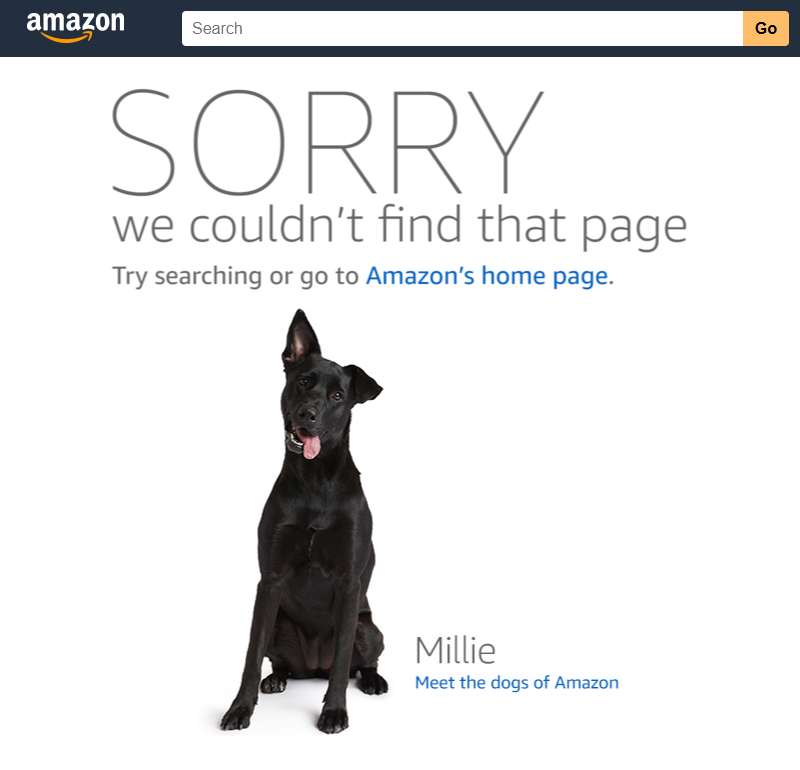 amazon
Search
Go
SORRY
we couldn't find that page
Try searching or go to Amazon's home page.
Millie
Meet the dogs of Amazon